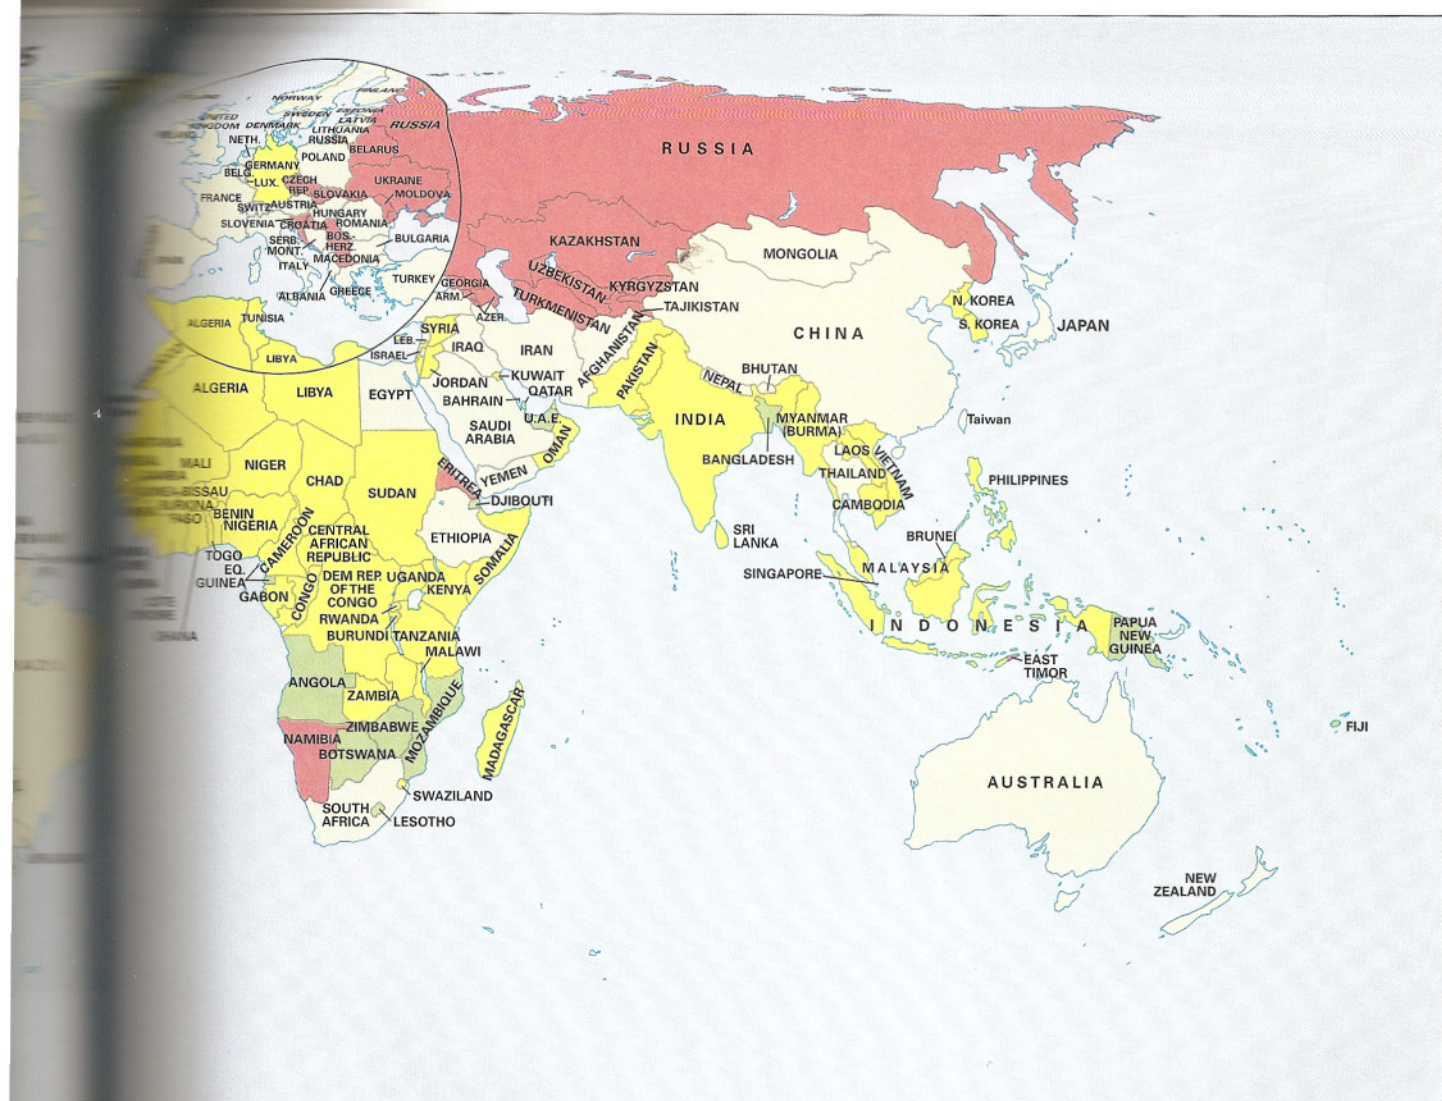 NORWAY
FINLAND
SWEDEN
ESTONIA
UNITED
KINGDOM
DENMARK
LATVIA
LITHUANIA
RUSSIA
RUSSIA
NETH.
BELARUS
POLAND
GERMANY
BELG.
LUX.
CZECH
REP.
SLOVAKIA
UKRAINE
MOLDOVA
FRANCE
SWITZ.
AUSTRIA
HUNGARY
SLOVENIA
CROATIA
ROMANIA
SERB.-
MONT.
BOS.-
HERZ.
BULGARIA
ITALY
MACEDONIA
ALBANIA
GREECE
TURKEY
GEORGIA
ARM.
AZER.
ALGERIA
TUNISIA
LIBYA
RUSSIA
KAZAKHSTAN
MONGOLIA
UZBEKISTAN
KYRGYZSTAN
TURKMENISTAN
TAJIKISTAN
N. KOREA
S. KOREA
JAPAN
CHINA
SYRIA
LEB.
ISRAEL
IRAQ
IRAN
AFGHANISTAN
PAKISTAN
JORDAN
KUWAIT
BAHRAIN
QATAR
U.A.E.
SAUDI
ARABIA
OMAN
YEMEN
NEPAL
BHUTAN
INDIA
BANGLADESH
MYANMAR
(BURMA)
Taiwan
LAOS
THAILAND
VIETNAM
CAMBODIA
PHILIPPINES
SRI
LANKA
BRUNEI
MALAYSIA
SINGAPORE
INDONESIA
PAPUA
NEW
GUINEA
EAST
TIMOR
FIJI
AUSTRALIA
NEW
ZEALAND
ALGERIA
LIBYA
EGYPT
MALI
NIGER
CHAD
SUDAN
ERITREA
DJIBOUTI
ETHIOPIA
SOMALIA
BENIN
NIGERIA
TOGO
CAMEROON
CENTRAL
AFRICAN
REPUBLIC
EQ.
GUINEA
GABON
CONGO
DEM REP.
OF THE
CONGO
UGANDA
KENYA
RWANDA
BURUNDI
TANZANIA
MALAWI
GHANA
ANGOLA
ZAMBIA
ZIMBABWE
MOZAMBIQUE
MADAGASCAR
NAMIBIA
BOTSWANA
SWAZILAND
SOUTH
AFRICA
LESOTHO